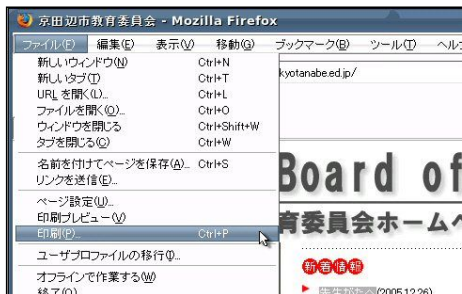 京田辺市教育委員会 - Mozilla Firefox
ファイル(F) 編集(E) 表示(V) 移動(G) ブックマーク(B) ツール(T) ヘル
新しいウィンドウ(N) Ctrl+N
新しいタブ(T) Ctrl+T
URL を開く(L)... Ctrl+L
ファイルを開く(O)... Ctrl+O
ウィンドウを閉じる Ctrl+Shift+W
タブを閉じる(C) Ctrl+W
名前を付けてページを保存(A)... Ctrl+S
リンクを送信(E)...
ページ設定(U)...
印刷プレビュー(V)
印刷(P)... Ctrl+P
ユーザプロファイルの移行(I)...
オフラインで作業する(W)
終了(Q)
kyotanabe.ed.jp/
Board of
育委員会ホームペ
新着情報
(2005.12.26)